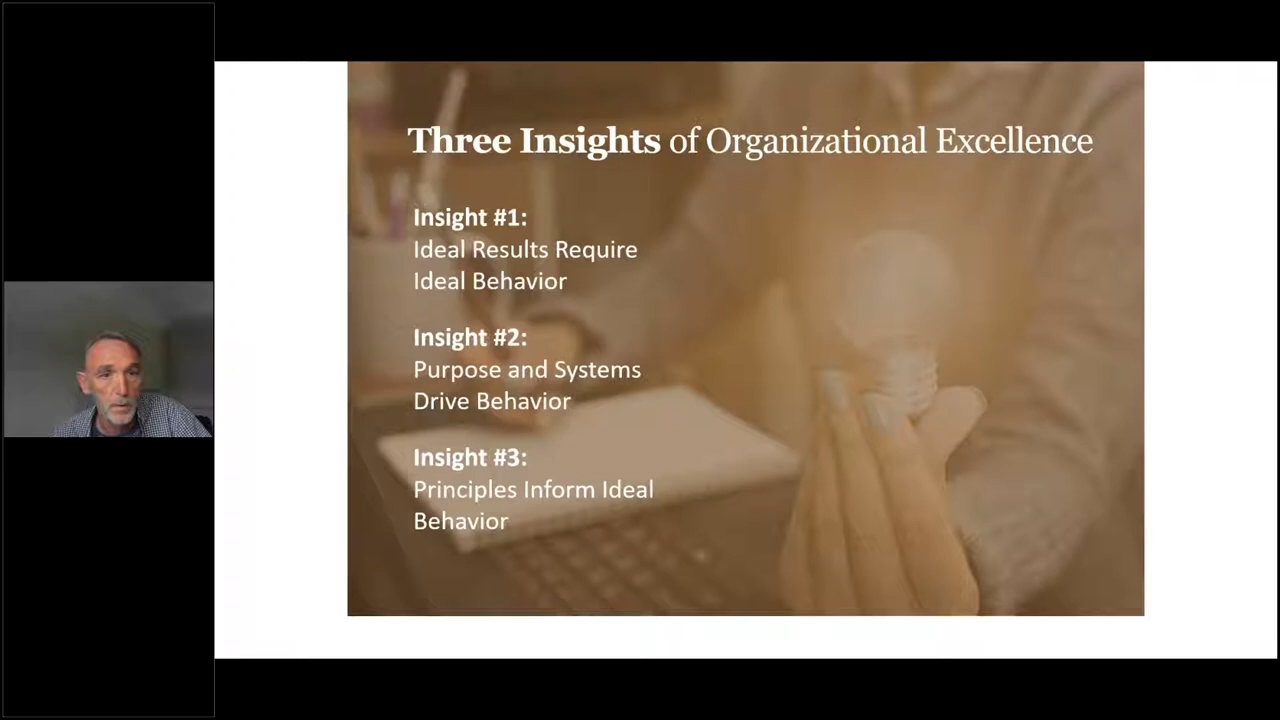 Three Insights of Organizational Excellence
Insight #1:
Ideal Results Require
Ideal Behavior
Insight #2:
Purpose and Systems
Drive Behavior
Insight #3:
Principles Inform Ideal
Behavior